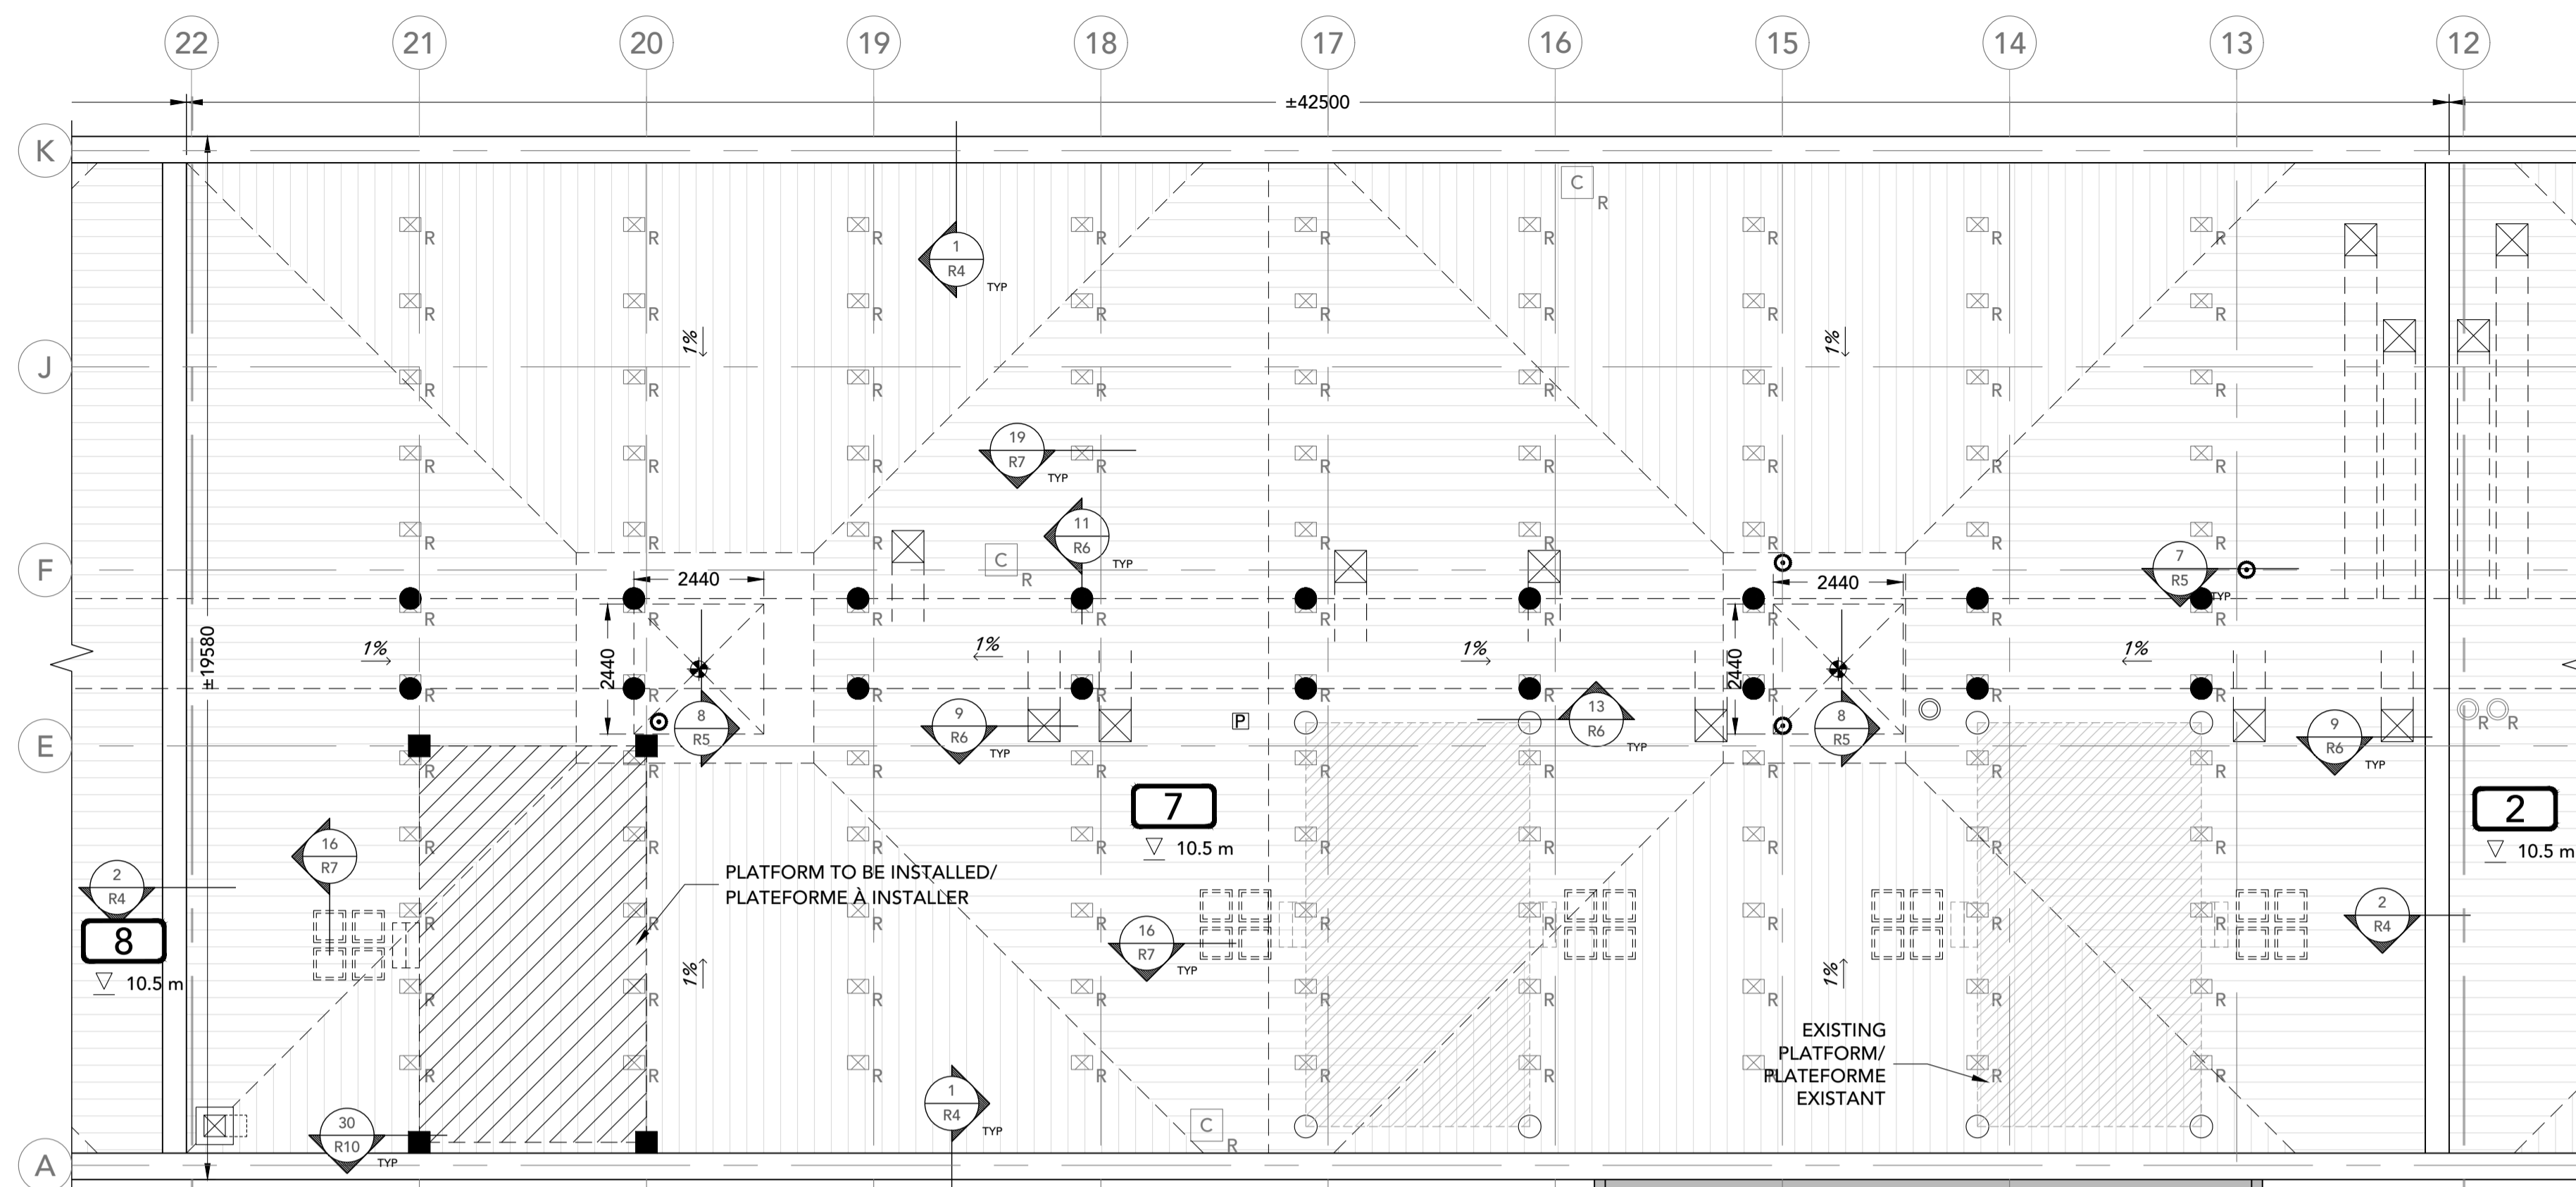 22 21 20 19 18 17 16 15 14 13 12
±42500
K
C
R
R R R R R R R R R
1
R4
TYP
R R R R R R R R R
1% 1%
J
R R R R R R R R R
19
R7
TYP
R R R R R R R R R
11
R6
TYP
R R R R R R R R R
C
R
7
R5
TYP
F
2440 2440
R R R R R R R R R
±19580
1% 1% 1% 1%
2440 2440
R R R R R R R R R
8
R5
9
R6
TYP
P
13
R6
TYP
8
R5
9
R6
TYP
R R
E
R R R R R R R R R
7
10.5 m
2
10.5 m
16
R7
R R R R R R R R R
PLATFORM TO BE INSTALLED/
PLATEFORME À INSTALLER
2
R4
8
10.5 m
R R R R R R R R R
16
R7
TYP
2
R4
1% 1%
R R R R R R R R R
EXISTING
PLATFORM/
PLATEFORME
EXISTANT
R R R R R R R R R
1
R4
TYP
C
R
30
R10
TYP
A